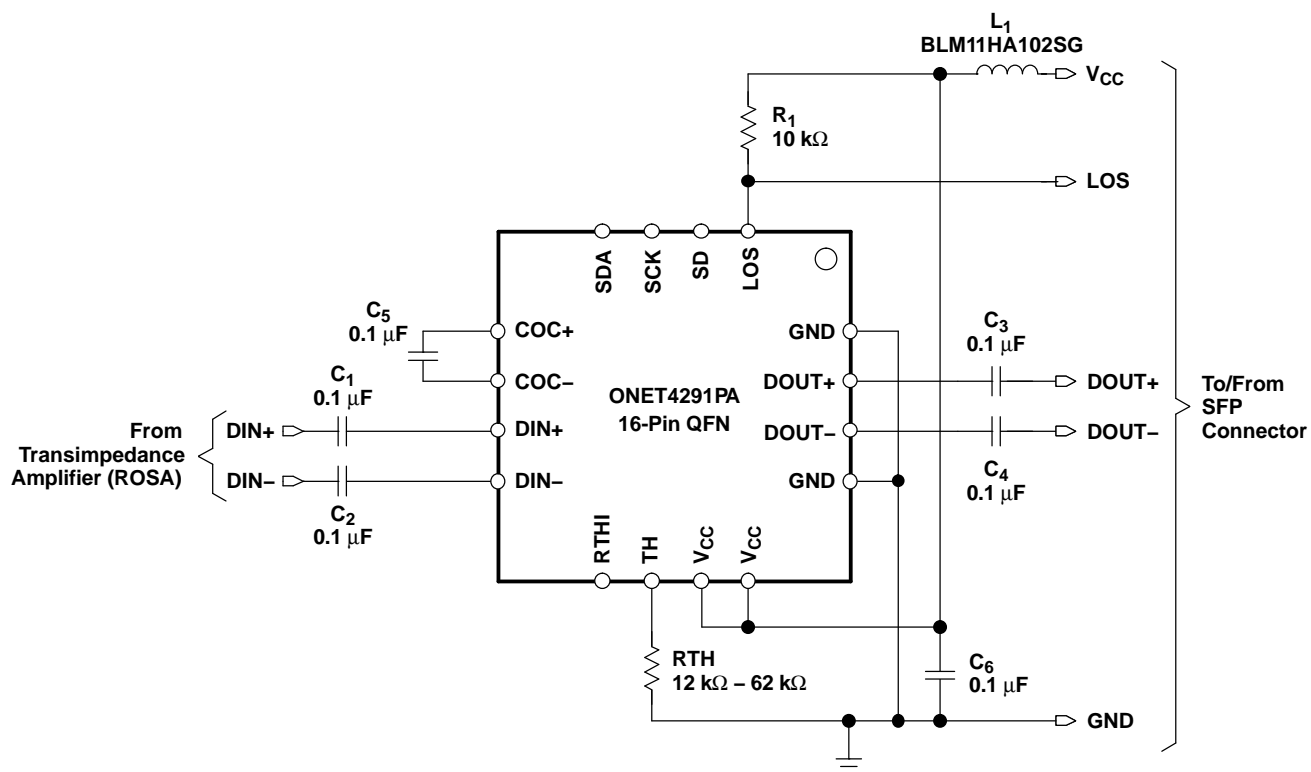 L1
BLM11HA102SG
VCC
R1
10 kΩ
LOS
SDA
SCK
SD
LOS
C5
0.1 μF
COC+
COC–
C1
0.1 μF
From
Transimpedance
Amplifier (ROSA)
DIN+
DIN–
C2
0.1 μF
DIN+
DIN–
ONET4291PA
16-Pin QFN
GND
DOUT+
DOUT–
GND
C3
0.1 μF
DOUT+
DOUT–
C4
0.1 μF
To/From
SFP
Connector
RTHI
TH
VCC
VCC
RTH
12 kΩ – 62 kΩ
C6
0.1 μF
GND